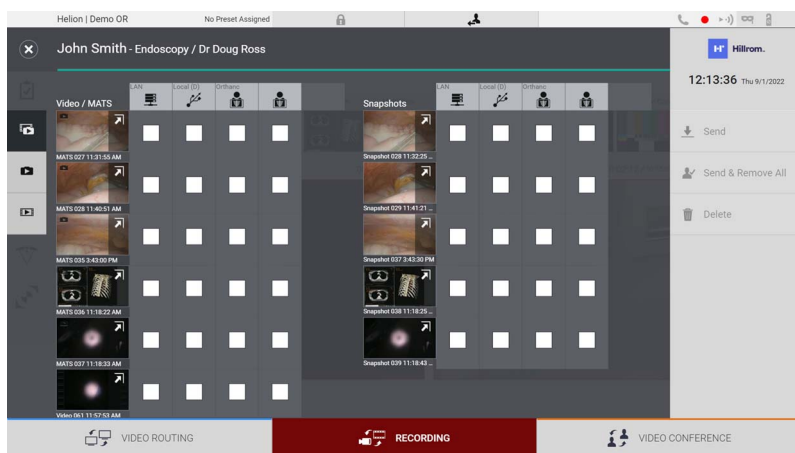 Helion | Demo OR
No Preset Assigned
John Smith - Endoscopy / Dr Doug Ross
Hillrom.
12:13:36 Thu 9/1/2022
Video / MATS
LAN
Local (D)
Orthanc
Snapshots
LAN
Local (D)
Orthanc
MATS 027 11:31:55 AM
Snapshot 028 11:32:25 ...
Send
MATS 028 11:40:51 AM
Snapshot 029 11:41:21 ...
Send & Remove All
MATS 035 3:43:00 PM
Snapshot 037 3:43:30 PM
Delete
MATS 036 11:18:22 AM
Snapshot 038 11:18:25 ...
MATS 037 11:18:33 AM
Snapshot 039 11:18:43 ...
Video 061 11:57:53 AM
VIDEO ROUTING
RECORDING
VIDEO CONFERENCE